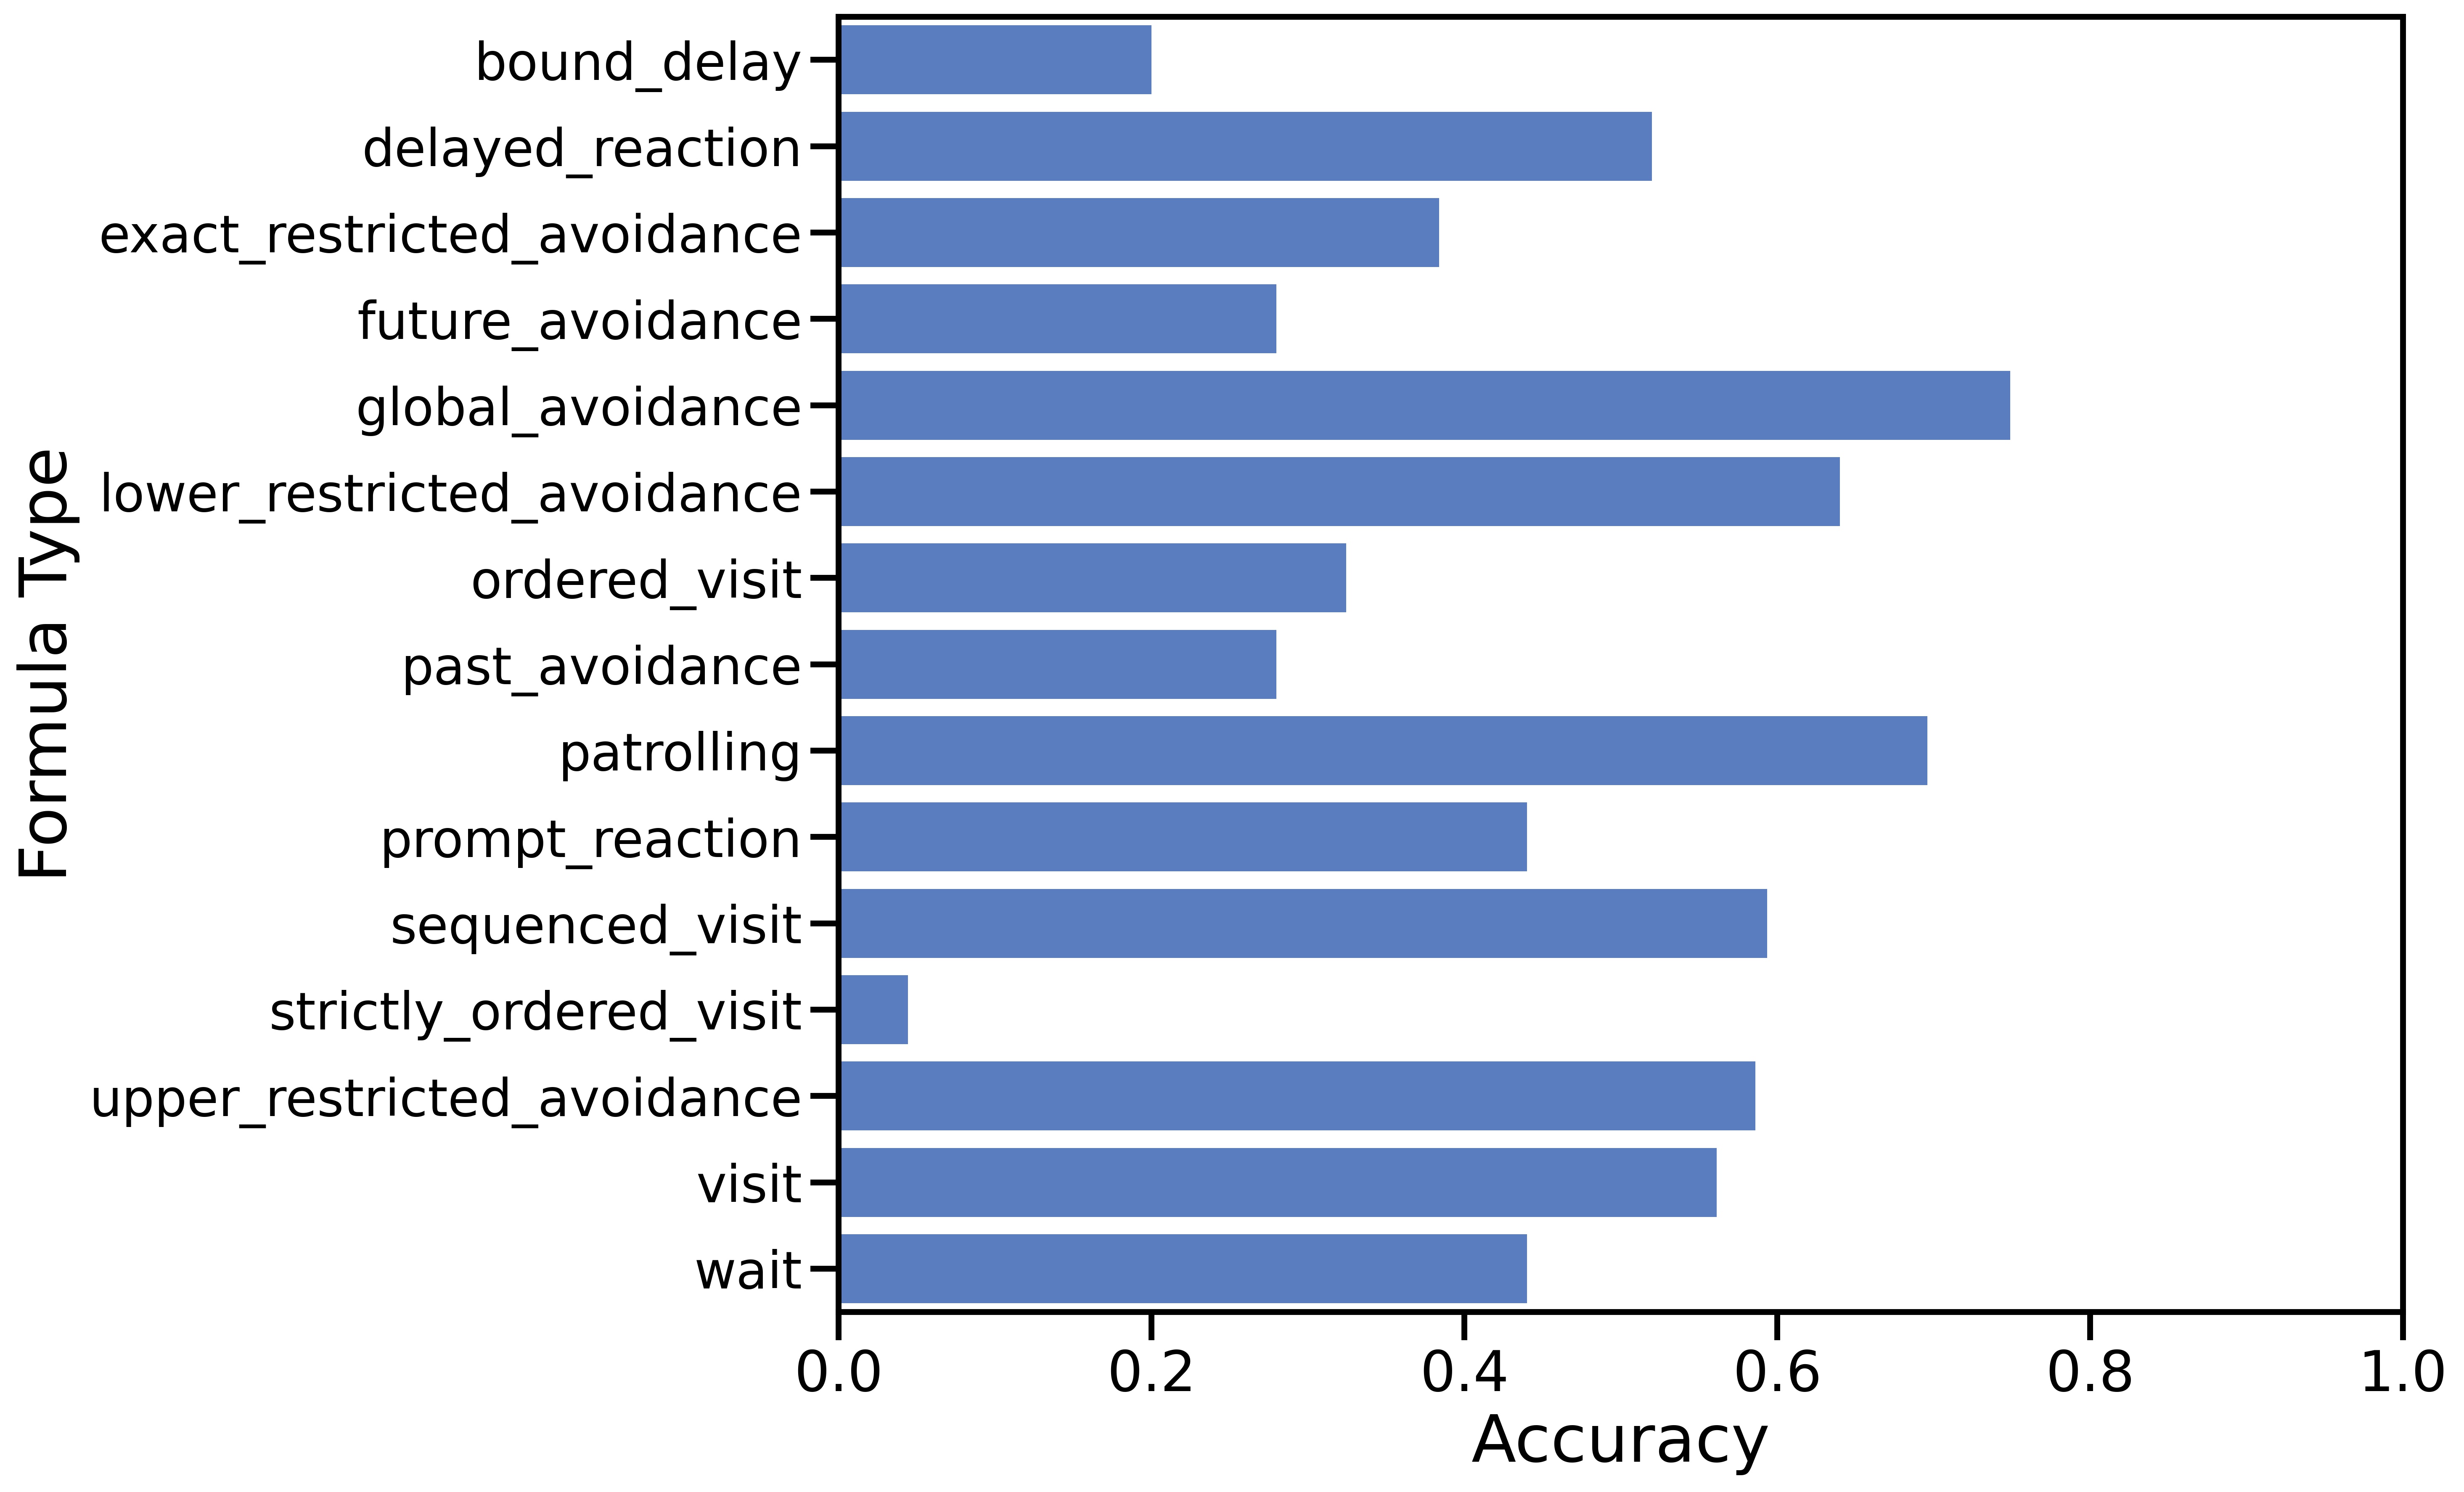 bound_delay
delayed_reaction
exact_restricted_avoidance
future_avoidance
global_avoidance
lower_restricted_avoidance
ordered_visit
past_avoidance
patrolling
prompt_reaction
sequenced_visit
strictly_ordered_visit
upper_restricted_avoidance
visit
wait
Formula Type
0.0 0.2 0.4 0.6 0.8 1.0
Accuracy